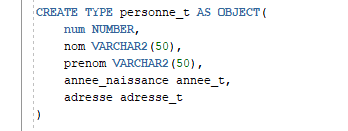 CREATE TYPE personne_t AS OBJECT(
num NUMBER,
nom VARCHAR2(50),
prenom VARCHAR2(50),
annee_naissance annee_t,
adresse adresse_t
)